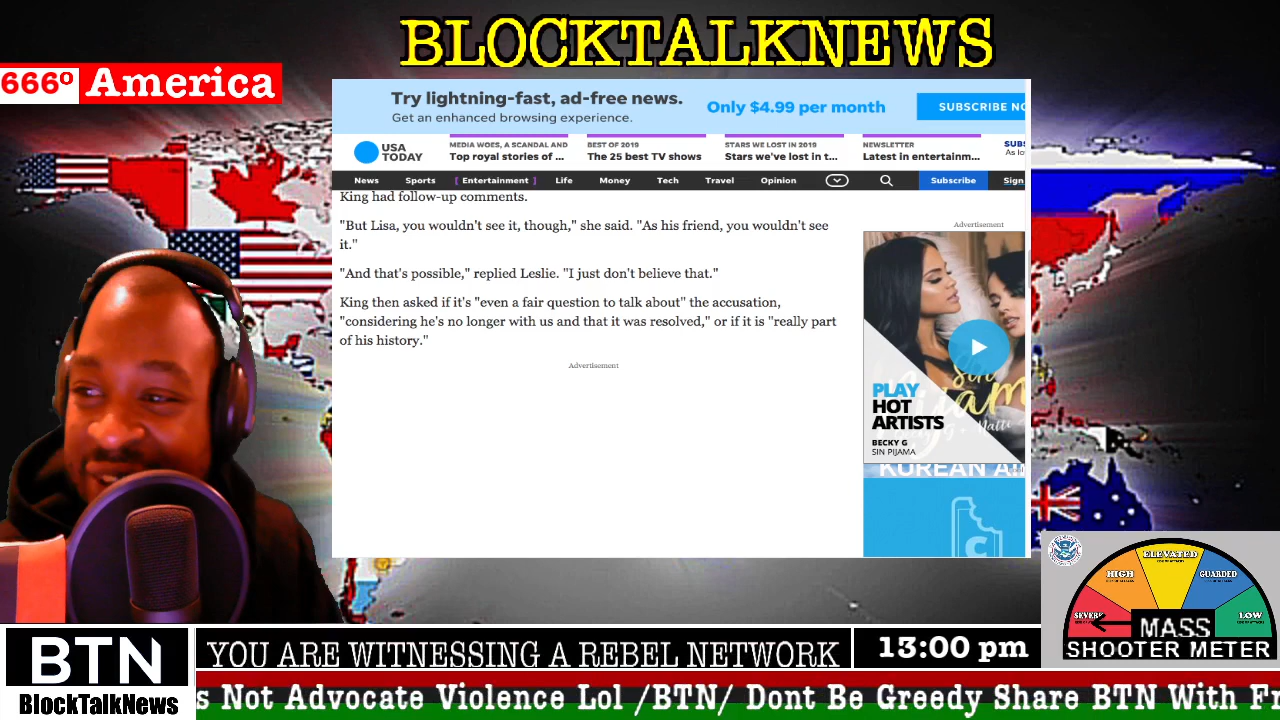 BLOCKTALKNEWS
666º America
Try lightning-fast, ad-free news.
Get an enhanced browsing experience.
Only $4.99 per month
SUBSCRIBE NO
USA
TODAY
MEDIA WOES, A SCANDAL AND
Top royal stories of ...
BEST OF 2019
The 25 best TV shows
STARS WE LOST IN 2019
Stars we've lost in t...
NEWSLETTER
Latest in entertainm...
SUBS
As lo
News Sports [ Entertainment ] Life Money Tech Travel Opinion Subscribe Sign
King had follow-up comments.
"But Lisa, you wouldn't see it, though," she said. "As his friend, you wouldn't see
it."
"And that's possible," replied Leslie. "I just don't believe that."
King then asked if it's "even a fair question to talk about" the accusation,
"considering he's no longer with us and that it was resolved," or if it is "really part
of his history."
Advertisement
Advertisement
PLAY
HOT
ARTISTS
BECKY G
SIN PIJAMA
KOREAN AI
C
SEVERE
HIGH
ELEVATED
GUARDED
LOW
MASS
SHOOTER METER
BTN
BlockTalkNews
YOU ARE WITNESSING A REBEL NETWORK
13:00 pm
s Not Advocate Violence Lol /BTN/ Dont Be Greedy Share BTN With Fr